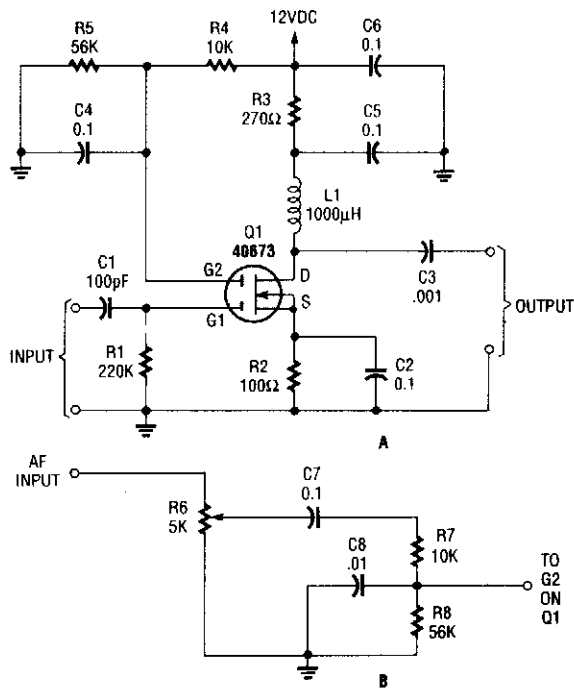 12VDC
R5
56K
R4
10K
C6
0.1
C4
0.1
R3
270Ω
C5
0.1
L1
1000µH
Q1
40673
C1
100pF
G2
D
S
G1
C3
.001
INPUT
OUTPUT
R1
220K
R2
100Ω
C2
0.1
A
AF
INPUT
R6
5K
C7
0.1
C8
.01
R7
10K
R8
56K
TO
G2
ON
Q1
B